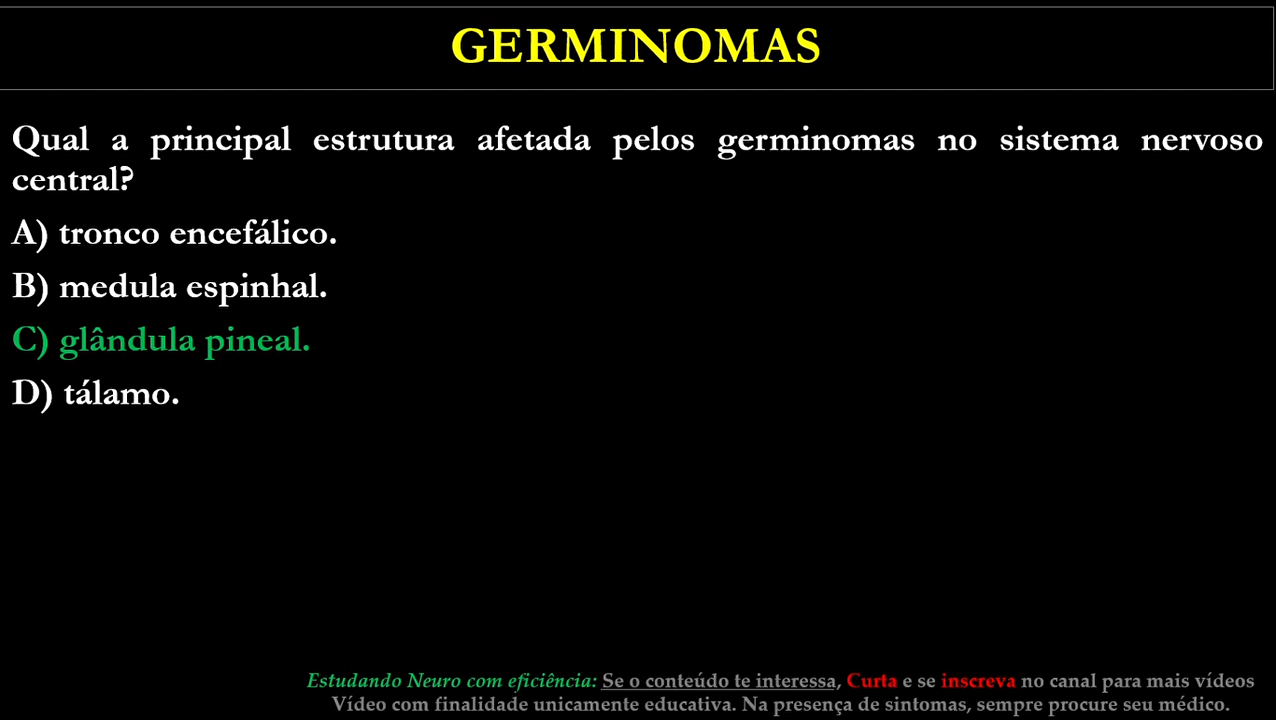 GERMINOMAS
Qual a principal estrutura afetada pelos germinomas no sistema nervoso
central?
A) tronco encefálico.
B) medula espinhal.
C) glândula pineal.
D) tálamo.
Estudando Neuro com eficiência: Se o conteúdo te interessa, Curta e se inscreva no canal para mais vídeos
Vídeo com finalidade unicamente educativa. Na presença de sintomas, sempre procure seu médico.